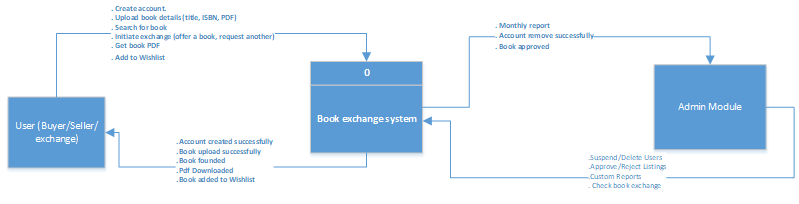 . Create account.
. Upload book details (title, ISBN, PDF)
. Search for book
. Initiate exchange (offer a book, request another)
. Get book PDF
. Add to Wishlist
. Monthly report
. Account remove successfully
. Book approved
0
Book exchange system
User (Buyer/Seller/
exchange)
Admin Module
. Account created successfully
. Book upload successfully
. Book founded
. Pdf Downloaded
. Book added to Wishlist
. Suspend/Delete Users
. Approve/Reject Listings
. Custom Reports
. Check book exchange